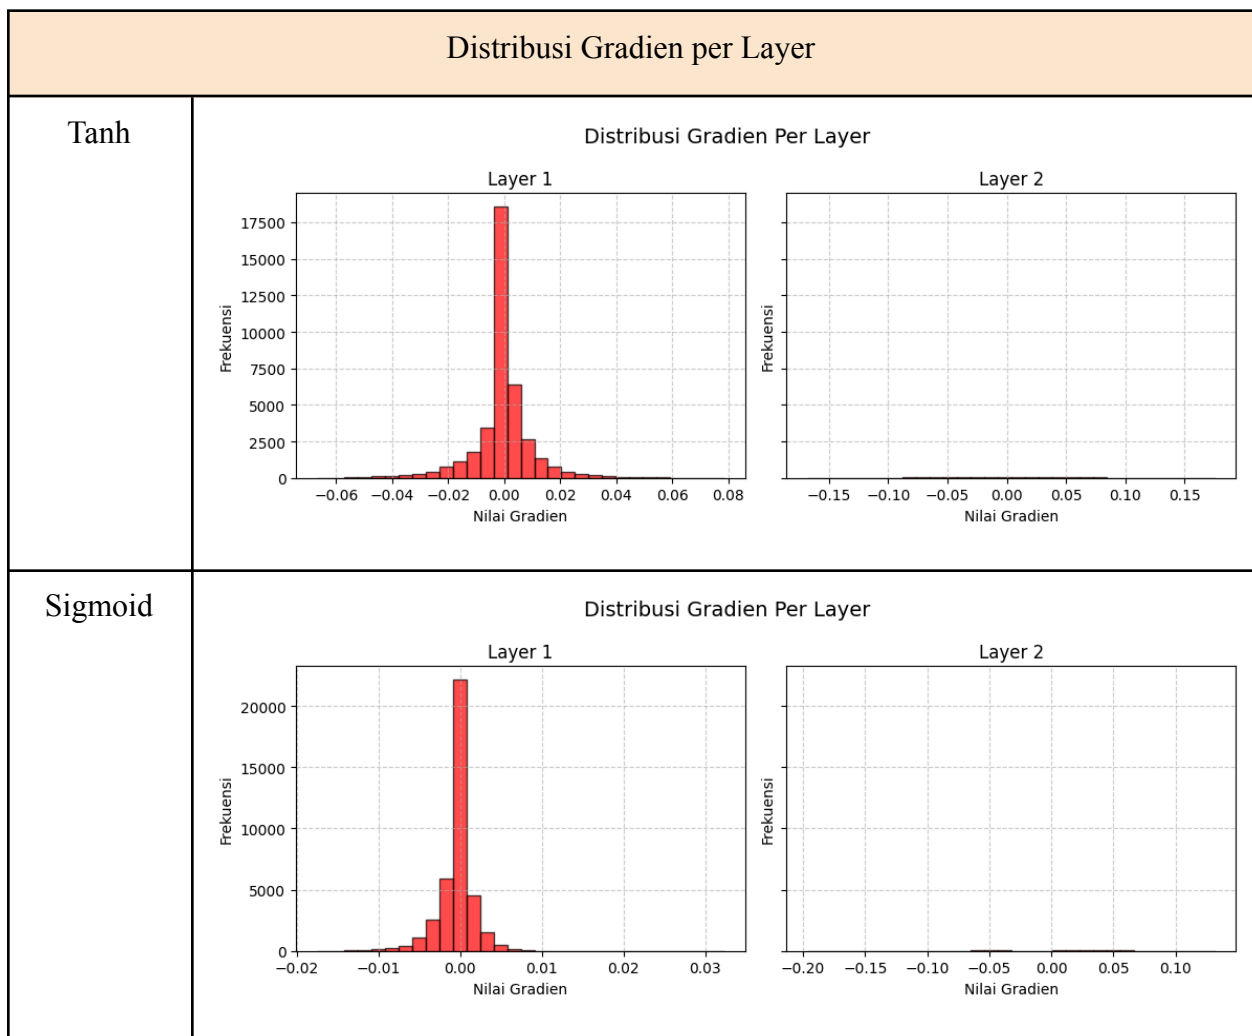 Distribusi Gradien per Layer
Tanh
Distribusi Gradien Per Layer
Layer 1
Layer 2
Frekuensi
17500
15000
12500
10000
7500
5000
2500
0
−0.06 −0.04 −0.02 0.00 0.02 0.04 0.06 0.08
Nilai Gradien
Frekuensi
−0.15 −0.10 −0.05 0.00 0.05 0.10 0.15
Nilai Gradien
Sigmoid
Distribusi Gradien Per Layer
Layer 1
Layer 2
Frekuensi
20000
15000
10000
5000
0
−0.02 −0.01 0.00 0.01 0.02 0.03
Nilai Gradien
Frekuensi
−0.20 −0.15 −0.10 −0.05 0.00 0.05 0.10
Nilai Gradien